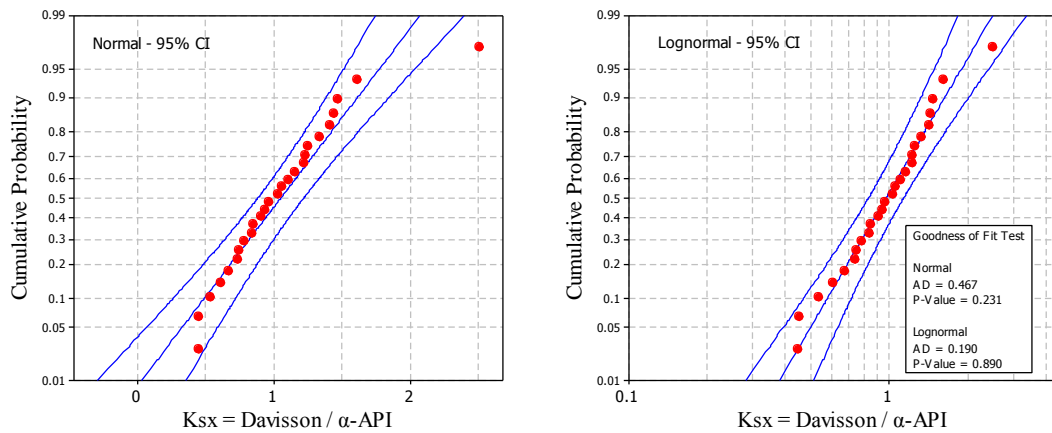 Normal - 95% CI
Cumulative Probability
0.99
0.95
0.9
0.8
0.7
0.6
0.5
0.4
0.3
0.2
0.1
0.05
0.01
0 1 2
Ksx = Davisson / α-API
Lognormal - 95% CI
Cumulative Probability
0.99
0.95
0.9
0.8
0.7
0.6
0.5
0.4
0.3
0.2
0.1
0.05
0.01
0.1 1
Ksx = Davisson / α-API
Goodness of Fit Test
Normal
AD = 0.467
P-Value = 0.231
Lognormal
AD = 0.190
P-Value = 0.890